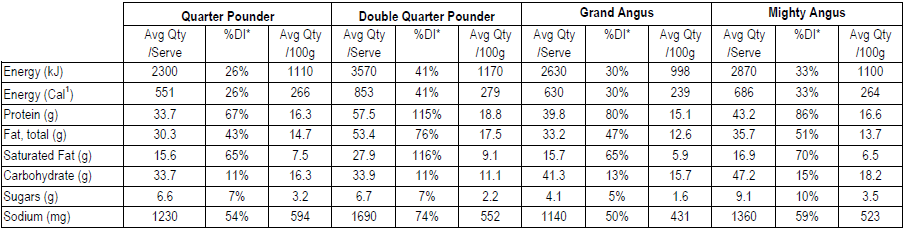 Quarter Pounder Double Quarter Pounder Grand Angus Mighty Angus
Avg Qty /Serve %DI* Avg Qty /100g Avg Qty /Serve %DI* Avg Qty /100g Avg Qty /Serve %DI* Avg Qty /100g Avg Qty /Serve %DI* Avg Qty /100g
Energy (kJ) 2300 26% 1110 3570 41% 1170 2630 30% 998 2870 33% 1100
Energy (Cal¹) 551 26% 266 853 41% 279 630 30% 239 686 33% 264
Protein (g) 33.7 67% 16.3 57.5 115% 18.8 39.8 80% 15.1 43.2 86% 16.6
Fat, total (g) 30.3 43% 14.7 53.4 76% 17.5 33.2 47% 12.6 35.7 51% 13.7
Saturated Fat (g) 15.6 65% 7.5 27.9 116% 9.1 15.7 65% 5.9 16.9 70% 6.5
Carbohydrate (g) 33.7 11% 16.3 33.9 11% 11.1 41.3 13% 15.7 47.2 15% 18.2
Sugars (g) 6.6 7% 3.2 6.7 7% 2.2 4.1 5% 1.6 9.1 10% 3.5
Sodium (mg) 1230 54% 594 1690 74% 552 1140 50% 431 1360 59% 523